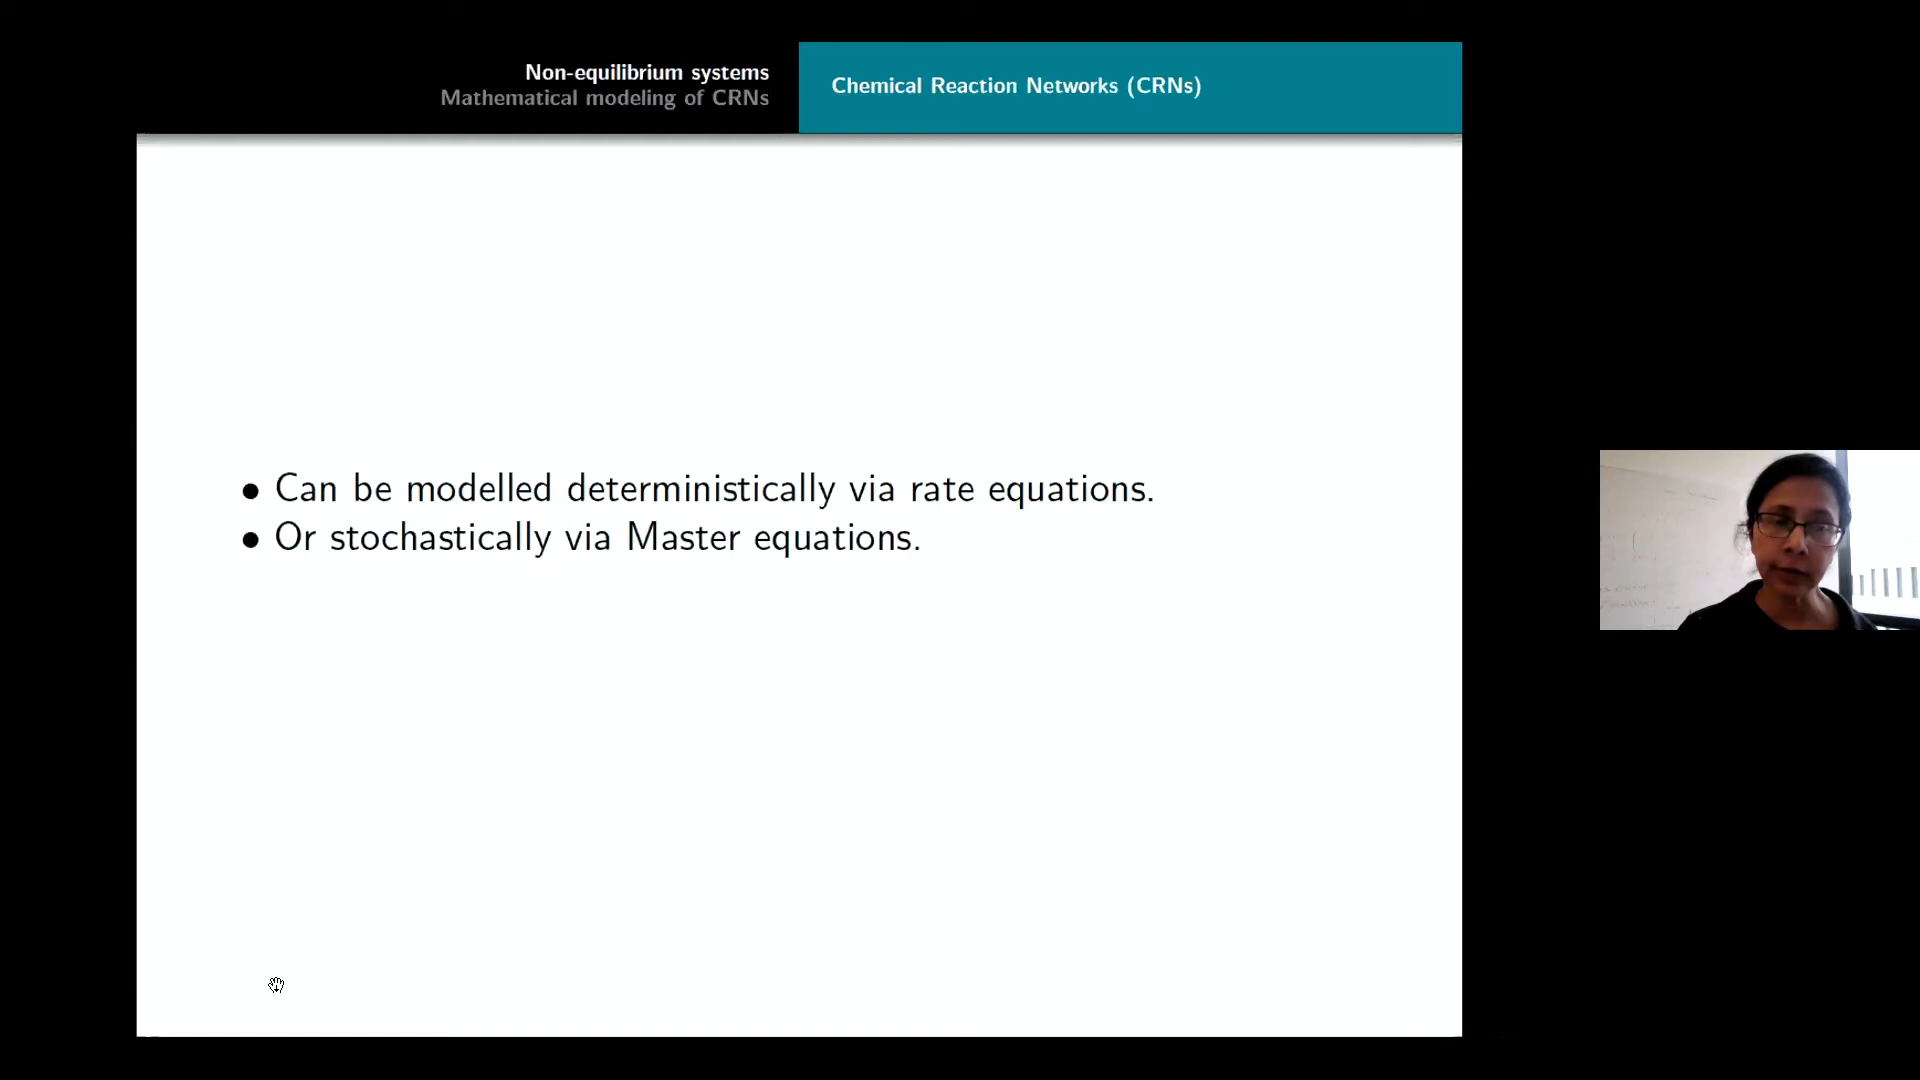 Non-equilibrium systems
Mathematical modeling of CRNs
Chemical Reaction Networks (CRNs)
• Can be modelled deterministically via rate equations.
• Or stochastically via Master equations.